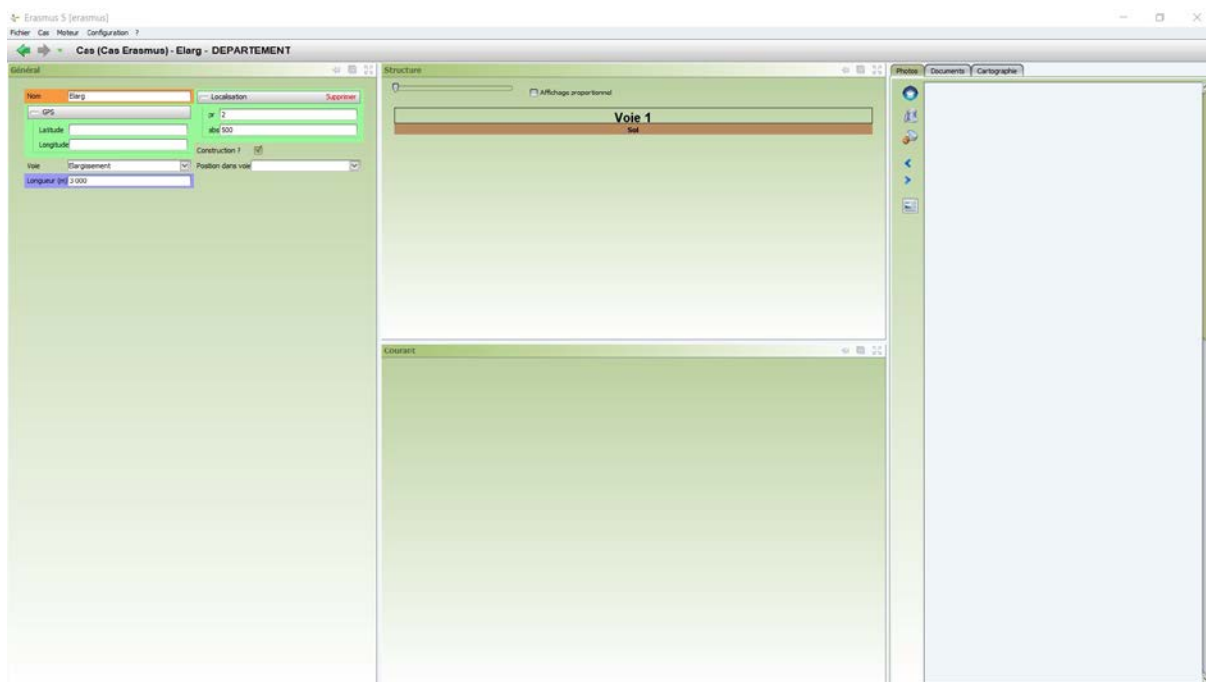 Erasmus 5 [erasmus]
Fichier Cas Moteur Configuration ?
Cas (Cas Erasmus) - Elarg - DEPARTEMENT
Général
Nom Elarg
GPS
Latitude
Longitude
Voie Elargissement
Longueur (m) 3 000
Localisation Supprimer
pr 2
abs 500
Construction ?
Position dans voie
Structure
Affichage proportionnel
Voie 1
Sol
Courant
Photos Documents Cartographie